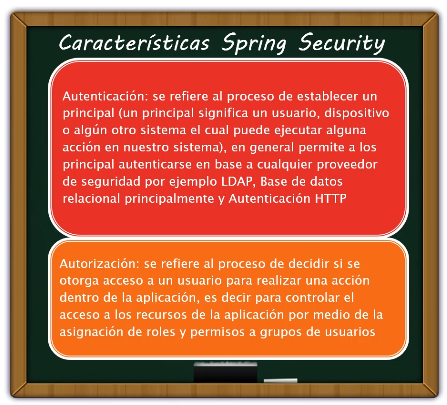 Características Spring Security
Autenticación: se refiere al proceso de establecer un
principal (un principal significa un usuario, dispositivo
o algún otro sistema el cual puede ejecutar alguna
acción en nuestro sistema), en general permite a los
principal autenticarse en base a cualquier proveedor
de seguridad por ejemplo LDAP, Base de datos
relacional principalmente y Autenticación HTTP
Autorización: se refiere al proceso de decidir si se
otorga acceso a un usuario para realizar una acción
dentro de la aplicación, es decir para controlar el
acceso a los recursos de la aplicación por medio de la
asignación de roles y permisos a grupos de usuarios